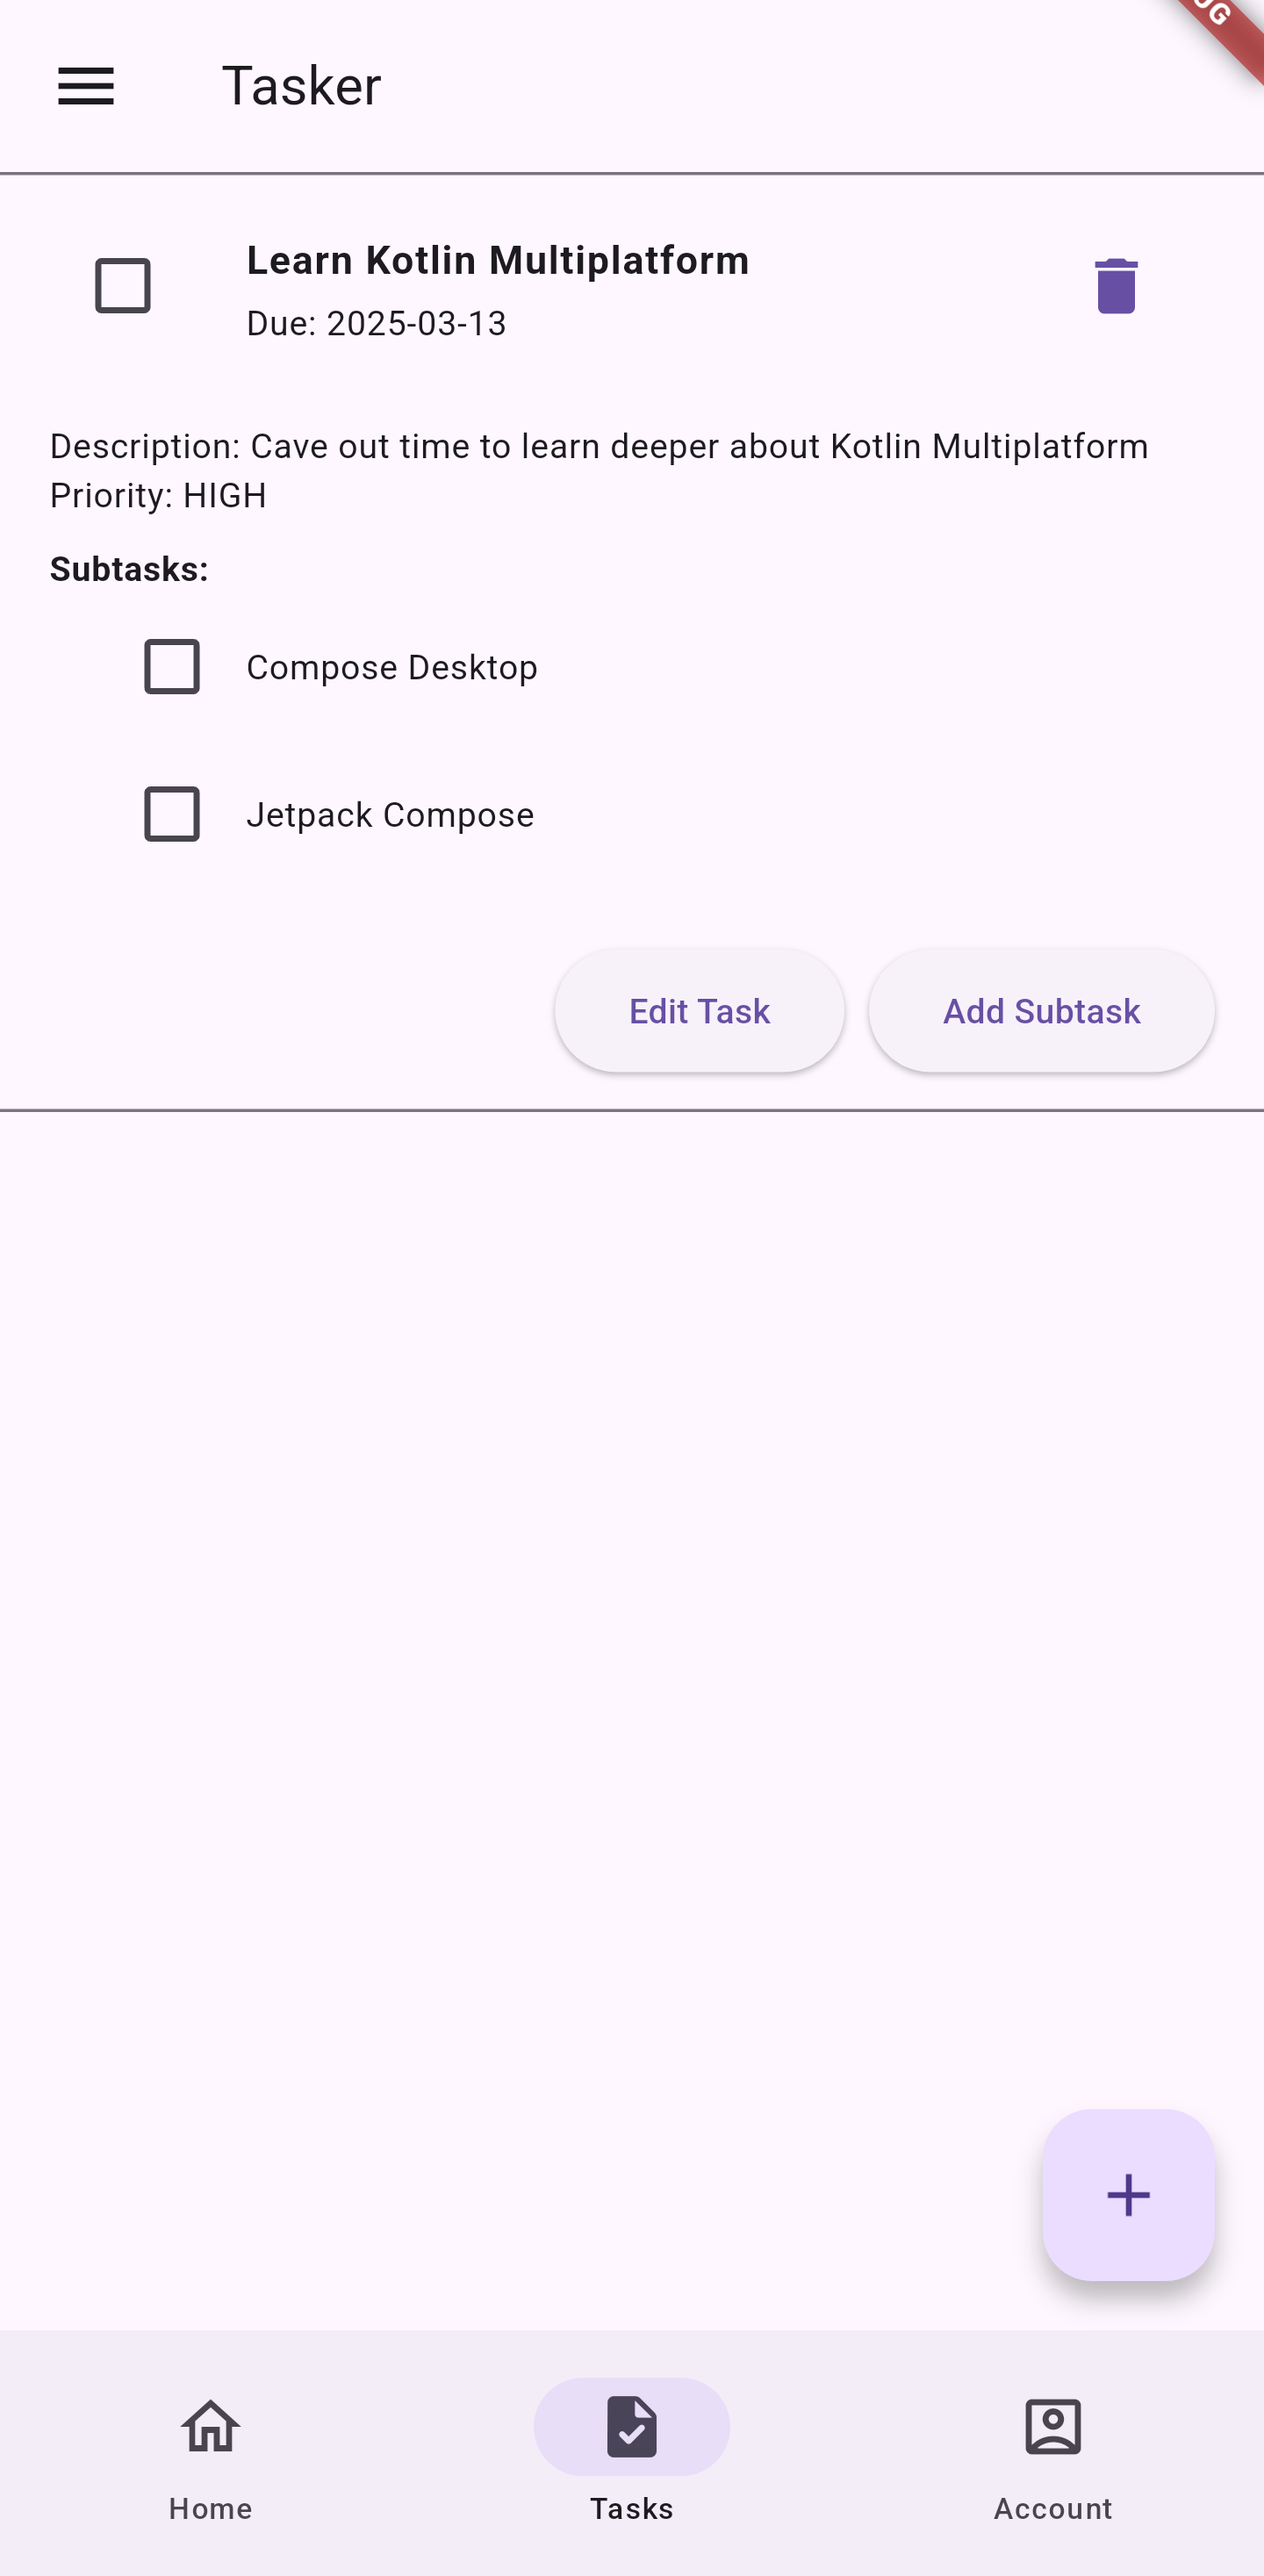 Tasker
Learn Kotlin Multiplatform
Due: 2025-03-13
Description: Cave out time to learn deeper about Kotlin Multiplatform
Priority: HIGH
Subtasks:
Compose Desktop
Jetpack Compose
Edit Task
Add Subtask
Home
Tasks
Account